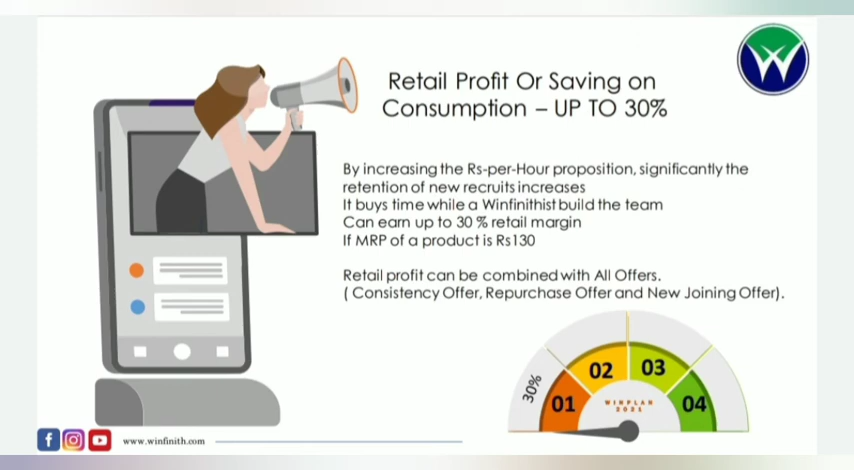 Retail Profit Or Saving on
Consumption – UP TO 30%
By increasing the Rs-per-Hour proposition, significantly the
retention of new recruits increases
It buys time while a Winfinithist build the team
Can earn up to 30 % retail margin
If MRP of a product is Rs130
Retail profit can be combined with All Offers.
( Consistency Offer, Repurchase Offer and New Joining Offer).
30%
01
02
03
04
WINPLAN
2021
www.winfinith.com